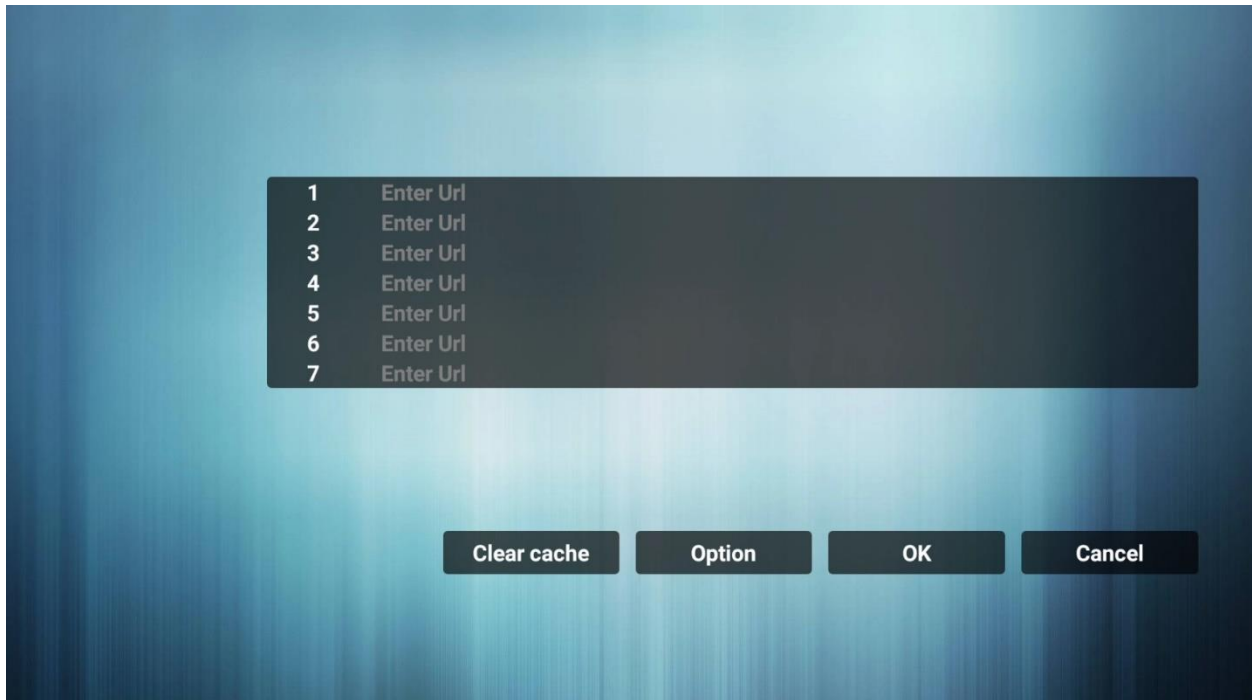 1 Enter Url
2 Enter Url
3 Enter Url
4 Enter Url
5 Enter Url
6 Enter Url
7 Enter Url
Clear cache Option OK Cancel